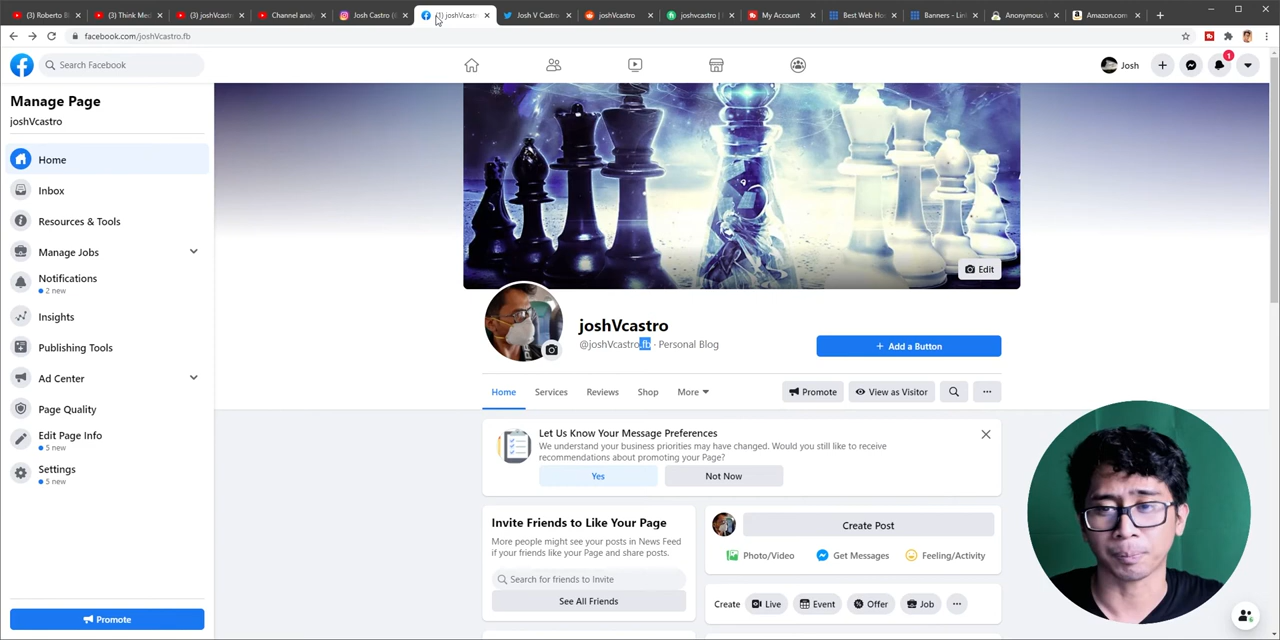 (3) Roberto B
(3) Think Med
(3) joshVcast
Channel analy
Josh Castro (
(1) joshVcastr
Josh V Castro
joshVcastro
joshvcastro |
My Account
Best Web Ho
Banners - Lin
Anonymous V
Amazon.com
facebook.com/joshVcastro.fb
Search Facebook
Josh
1
Manage Page
joshVcastro
Home
Inbox
Resources & Tools
Manage Jobs
Notifications
2 new
Insights
Publishing Tools
Ad Center
Page Quality
Edit Page Info
5 new
Settings
5 new
Promote
Edit
joshVcastro
@joshVcastro.fb · Personal Blog
+ Add a Button
Home Services Reviews Shop More
Promote View as Visitor
Let Us Know Your Message Preferences
We understand your business priorities may have changed. Would you still like to receive
recommendations about promoting your Page?
Yes Not Now
Invite Friends to Like Your Page
More people might see your posts in News Feed
if your friends like your Page and share posts.
Search for friends to Invite
See All Friends
Create Post
Photo/Video Get Messages Feeling/Activity
Create Live Event Offer Job